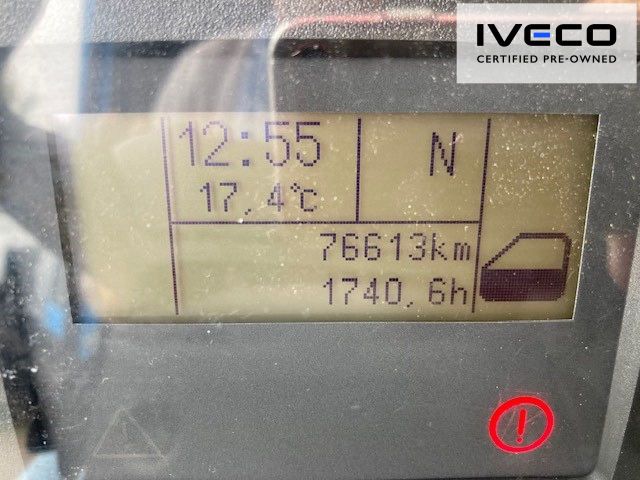 IVECO
CERTIFIED PRE-OWNED
12:55
N
17,4°C
76613km
1740,6h